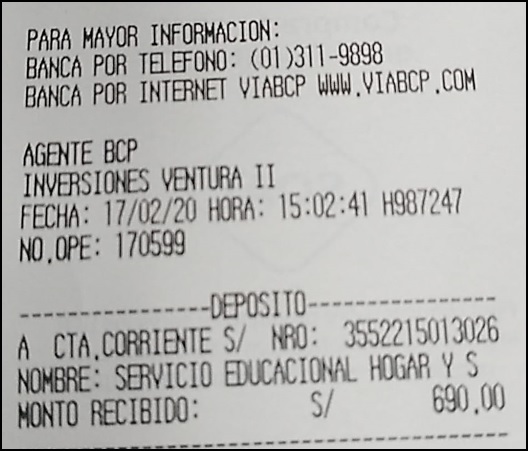 PARA MAYOR INFORMACION:
BANCA POR TELEFONO: (01)311-9898
BANCA POR INTERNET VIABCP WWW.VIABCP.COM
AGENTE BCP
INVERSIONES VENTURA II
FECHA: 17/02/20 HORA: 15:02:41 H987247
NO.OPE: 170599
----------------DEPOSITO----------------
A CTA.CORRIENTE S/ NRO: 3552215013026
NOMBRE: SERVICIO EDUCACIONAL HOGAR Y S
MONTO RECIBIDO: S/ 690.00